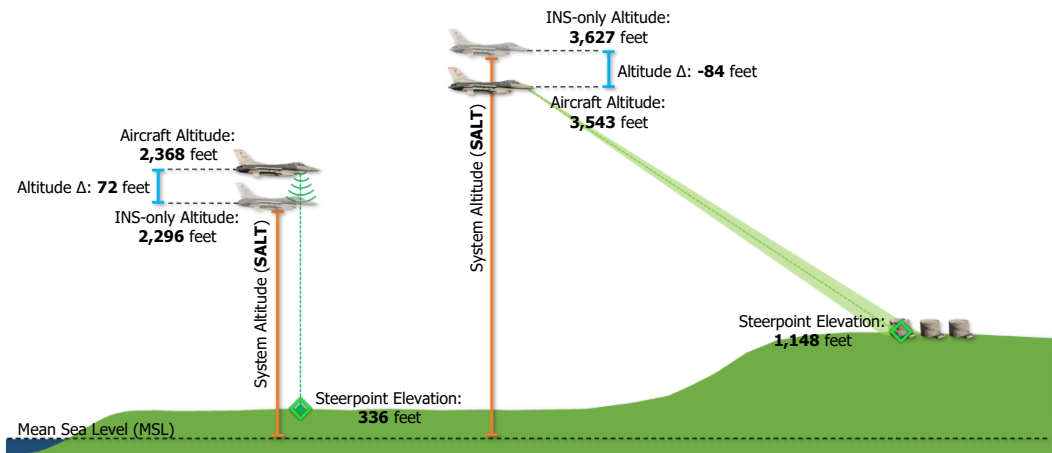 INS-only Altitude:
3,627 feet
Altitude Δ: -84 feet
Aircraft Altitude:
3,543 feet
System Altitude (SALT)
Aircraft Altitude:
2,368 feet
Altitude Δ: 72 feet
INS-only Altitude:
2,296 feet
System Altitude (SALT)
Steerpoint Elevation:
1,148 feet
Steerpoint Elevation:
336 feet
Mean Sea Level (MSL)